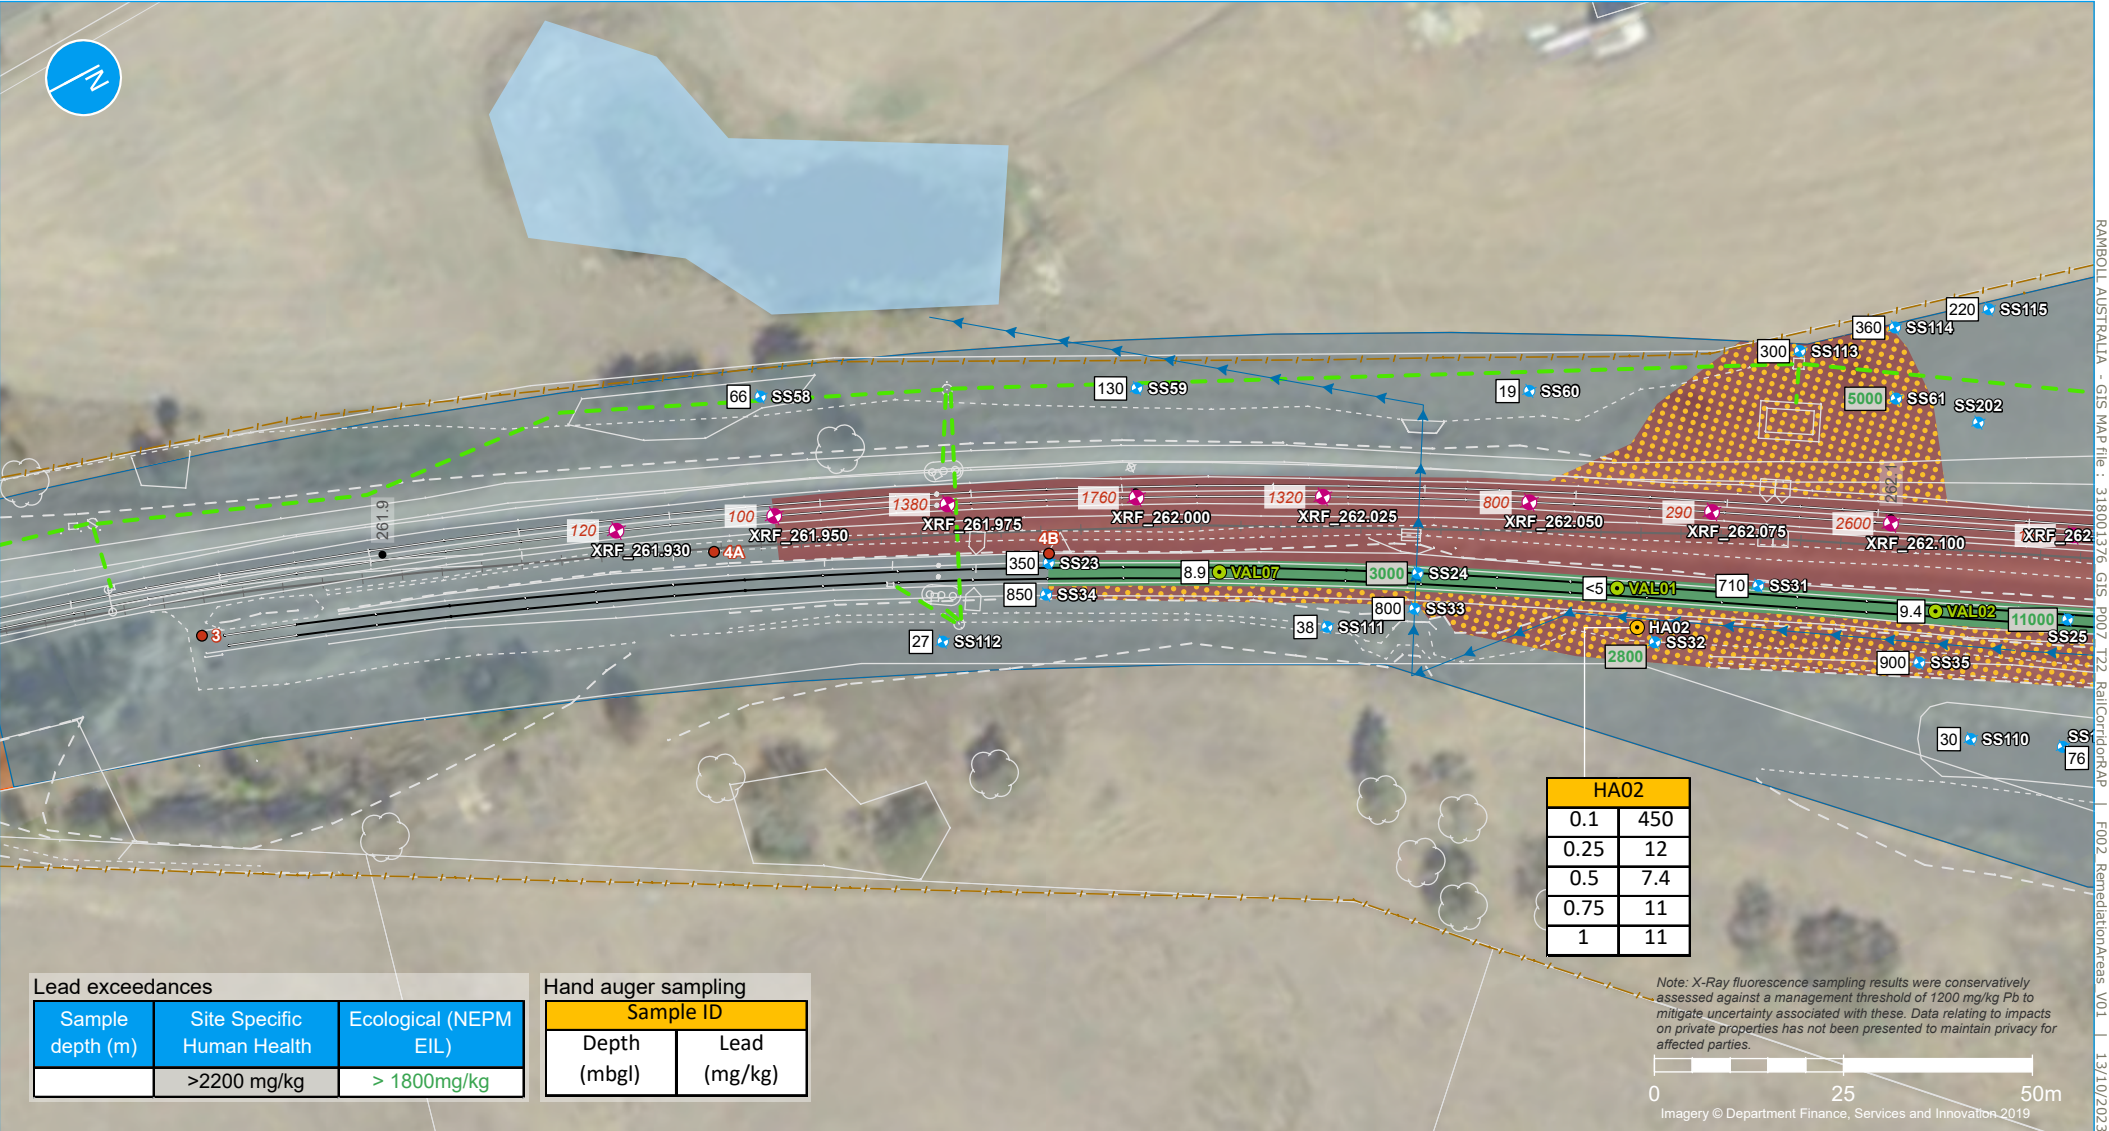 N
220
SS115
360
SS114
300
SS113
66
SS58
130
SS59
19
SS60
5000
SS61
SS202
261.9
262.1
120
XRF_261.930
100
XRF_261.950
1380
XRF_261.975
1760
XRF_262.000
1320
XRF_262.025
800
XRF_262.050
290
XRF_262.075
2600
XRF_262.100
XRF_262.
3
4A
4B
350
SS23
8.9
VAL07
3000
SS24
<5
VAL01
710
SS31
9.4
VAL02
11000
SS25
850
SS34
800
SS33
27
SS112
38
SS111
HA02
SS32
2800
900
SS35
30
SS110
SS1
76
HA02
0.1 450
0.25 12
0.5 7.4
0.75 11
1 11
Lead exceedances
Sample depth (m)
Site Specific Human Health
Ecological (NEPM EIL)
>2200 mg/kg
> 1800mg/kg
Hand auger sampling
Sample ID
Depth (mbgl)
Lead (mg/kg)
Note: X-Ray fluorescence sampling results were conservatively
assessed against a management threshold of 1200 mg/kg Pb to
mitigate uncertainty associated with these. Data relating to impacts
on private properties has not been presented to maintain privacy for
affected parties.
0 25 50m
Imagery © Department Finance, Services and Innovation 2019
RAMBOLL AUSTRALIA - GIS MAP file : 318001376_GIS_P007_T22_RailCorridorRAP | F002_RemediationAreas_V01 | 13/10/2023